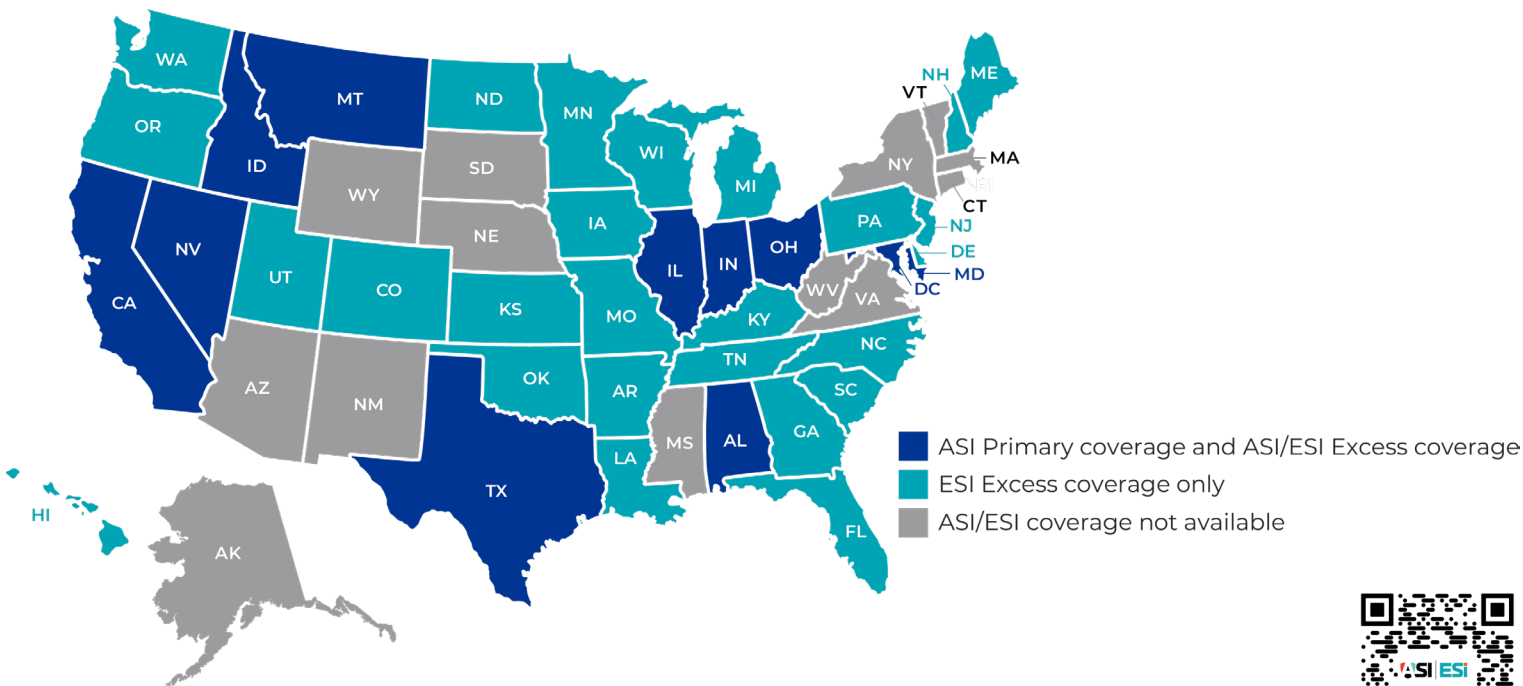 WA
MT
ND
MN
ME
NH
VT
OR
ID
SD
WI
MI
NY
MA
WY
CT
NV
NE
IA
PA
NJ
UT
CO
IL
IN
OH
DE
MD
DC
CA
KS
MO
KY
WV
VA
NC
AZ
NM
OK
AR
TN
SC
TX
LA
MS
AL
GA
FL
HI
AK
ASI Primary coverage and ASI/ESI Excess coverage
ESI Excess coverage only
ASI/ESI coverage not available
ASI ESi